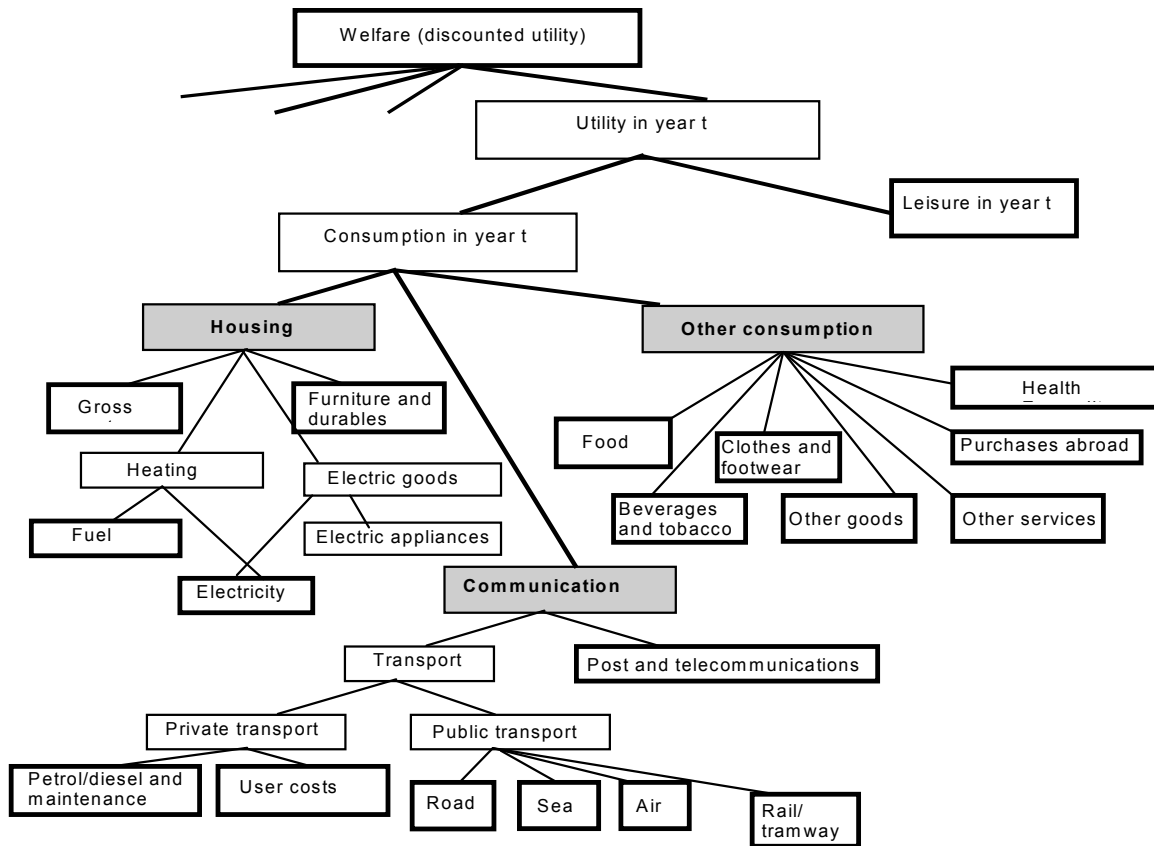 Welfare (discounted utility)
Utility in year t
Leisure in year t
Consumption in year t
Housing
Other consumption
Gross
Furniture and
durables
Health
Food
Clothes and
footwear
Purchases abroad
Heating
Electric goods
Beverages
and tobacco
Other goods
Other services
Fuel
Electric appliances
Electricity
Communication
Transport
Post and telecommunications
Private transport
Public transport
Petrol/diesel and
maintenance
User costs
Road
Sea
Air
Rail/
tramway